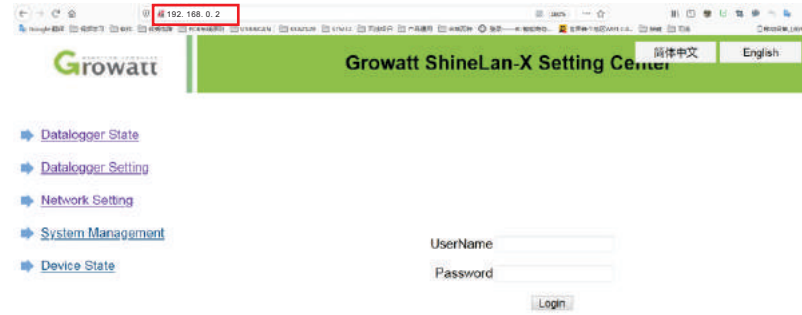 192. 168. 0. 2
Growatt
Growatt ShineLan-X Setting Center
简体中文
English
Datalogger State
Datalogger Setting
Network Setting
System Management
Device State
UserName
Password
Login